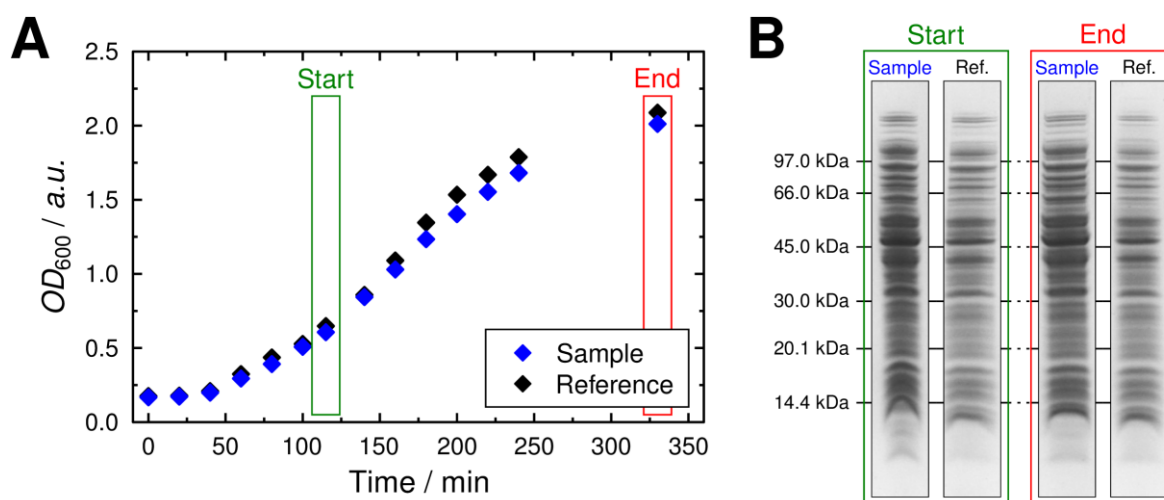 A
2.5
2.0
1.5
1.0
0.5
0.0
OD600 / a.u.
Start
End
Sample
Reference
0 50 100 150 200 250 300 350
Time / min
B
Start End
Sample Ref. Sample Ref.
97.0 kDa
66.0 kDa
45.0 kDa
30.0 kDa
20.1 kDa
14.4 kDa